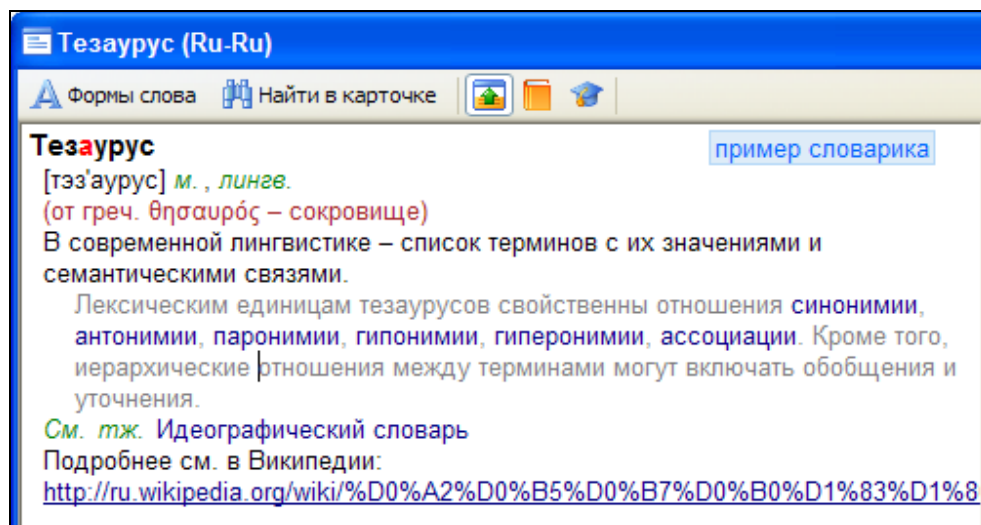 Тезаурус (Ru-Ru)
Формы слова Найти в карточке
Тезаурус
пример словарика
[тэз'аурус] м. , лингв.
(от греч. θησαυρός – сокровище)
В современной лингвистике – список терминов с их значениями и
семантическими связями.
Лексическим единицам тезаурусов свойственны отношения синонимии,
антонимии, паронимии, гипонимии, гиперонимии, ассоциации. Кроме того,
иерархические отношения между терминами могут включать обобщения и
уточнения.
См. тж. Идеографический словарь
Подробнее см. в Википедии:
http://ru.wikipedia.org/wiki/%D0%A2%D0%B5%D0%B7%D0%B0%D1%83%D1%8